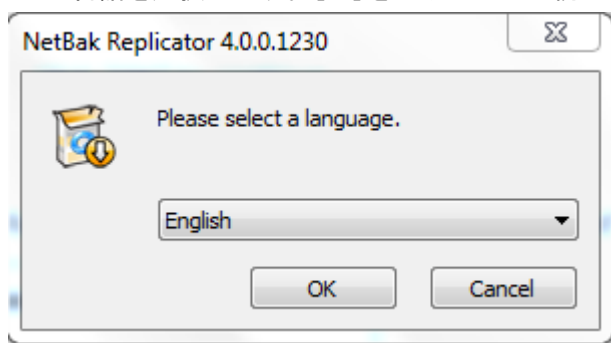 NetBak Replicator 4.0.0.1230
Please select a language.
English
OK
Cancel